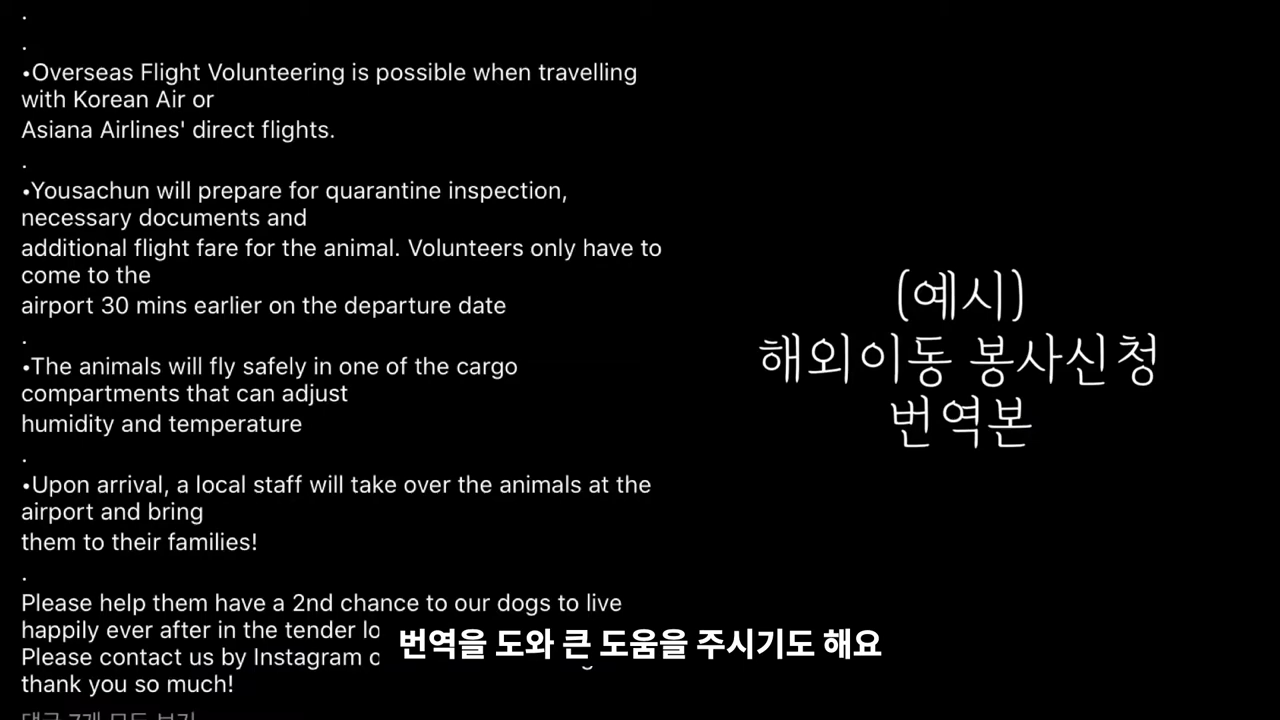 .
.
•Overseas Flight Volunteering is possible when travelling
with Korean Air or
Asiana Airlines' direct flights.
.
•Yousachun will prepare for quarantine inspection,
necessary documents and
additional flight fare for the animal. Volunteers only have to
come to the
airport 30 mins earlier on the departure date
.
•The animals will fly safely in one of the cargo
compartments that can adjust
humidity and temperature
.
•Upon arrival, a local staff will take over the animals at the
airport and bring
them to their families!
.
Please help them have a 2nd chance to our dogs to live
happily ever after in the tender
Please contact us by Instagram
thank you so much!
(예시)
해외이동 봉사신청
번역본
번역을 도와 큰 도움을 주시기도 해요